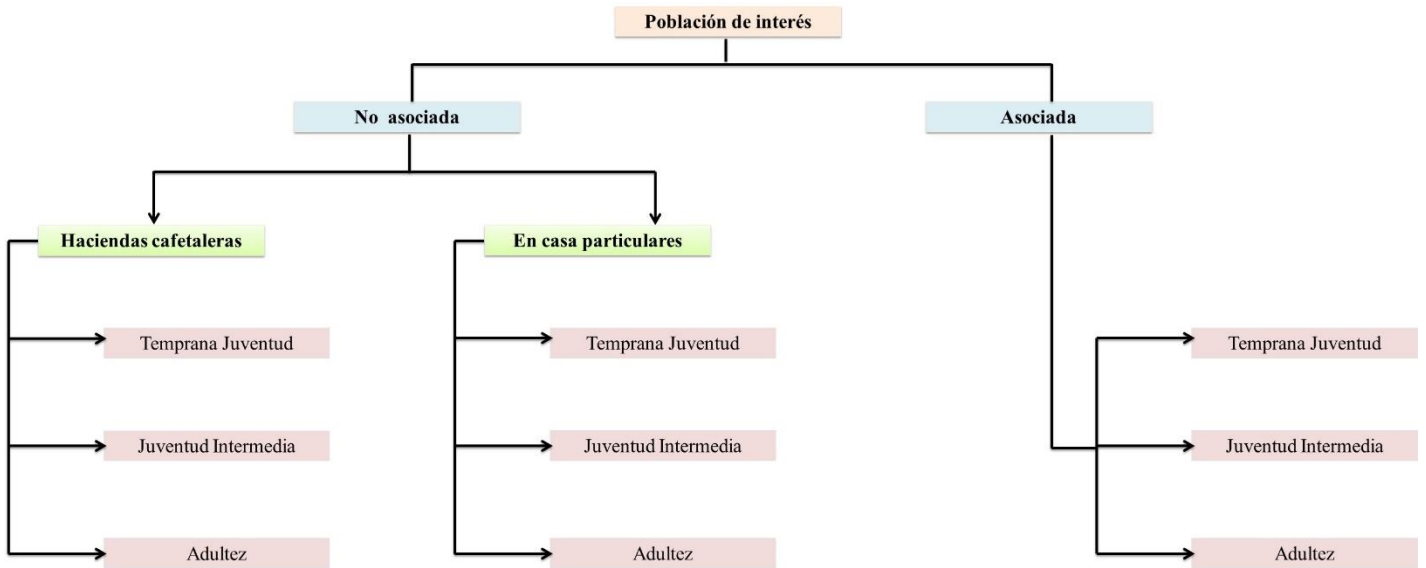 Población de interés
No asociada
Asociada
Haciendas cafetaleras
En casa particulares
Temprana Juventud
Temprana Juventud
Temprana Juventud
Juventud Intermedia
Juventud Intermedia
Juventud Intermedia
Adultez
Adultez
Adultez